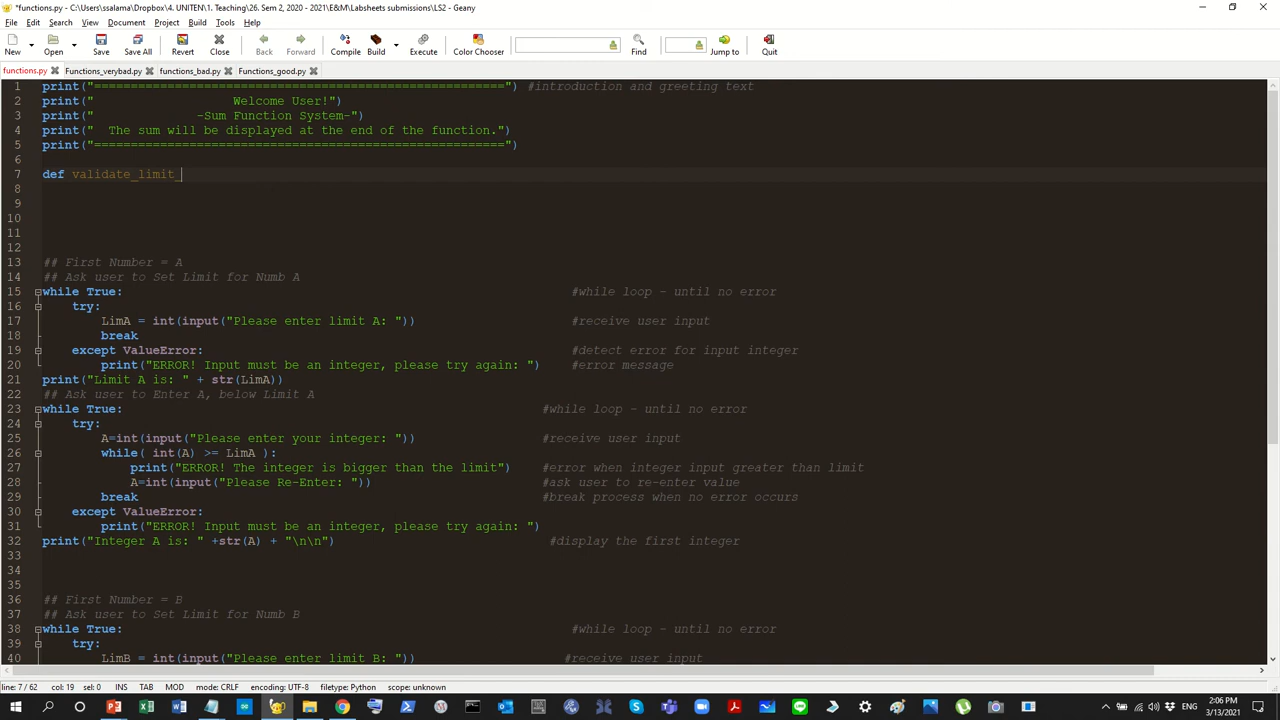 *functions.py - C:\Users\ssalama\Dropbox\4. UNITEN\1. Teaching\26. Sem 2, 2020 - 2021\E&M\Labsheets submissions\LS2 - Geany
File Edit Search View Document Project Build Tools Help
New Open Save Save All Revert Close Back Forward Compile Build Execute Color Chooser Find Jump to Quit
functions.py Functions_verybad.py functions_bad.py Functions_good.py
1 print("========================================================") #introduction and greeting text
2 print("                   Welcome User!")
3 print("              -Sum Function System-")
4 print("  The sum will be displayed at the end of the function.")
5 print("========================================================")
6
7 def validate_limit_
8
9
10
11
12
13 ## First Number = A
14 ## Ask user to Set Limit for Numb A
15 while True: #while loop - until no error
16 try:
17 LimA = int(input("Please enter limit A: ")) #receive user input
18 break
19 except ValueError: #detect error for input integer
20 print("ERROR! Input must be an integer, please try again: ") #error message
21 print("Limit A is: " + str(LimA))
22 ## Ask user to Enter A, below Limit A
23 while True: #while loop - until no error
24 try:
25 A=int(input("Please enter your integer: ")) #receive user input
26 while( int(A) >= LimA ):
27 print("ERROR! The integer is bigger than the limit") #error when integer input greater than limit
28 A=int(input("Please Re-Enter: ")) #ask user to re-enter value
29 break #break process when no error occurs
30 except ValueError:
31 print("ERROR! Input must be an integer, please try again: ")
32 print("Integer A is: " +str(A) + "\n\n") #display the first integer
33
34
35
36 ## First Number = B
37 ## Ask user to Set Limit for Numb B
38 while True: #while loop - until no error
39 try:
40 LimB = int(input("Please enter limit B: ")) #receive user input
line: 7 / 62 col: 19 sel: 0 INS TAB MOD mode: CRLF encoding: UTF-8 filetype: Python scope: unknown
2:06 PM
ENG
3/13/2021